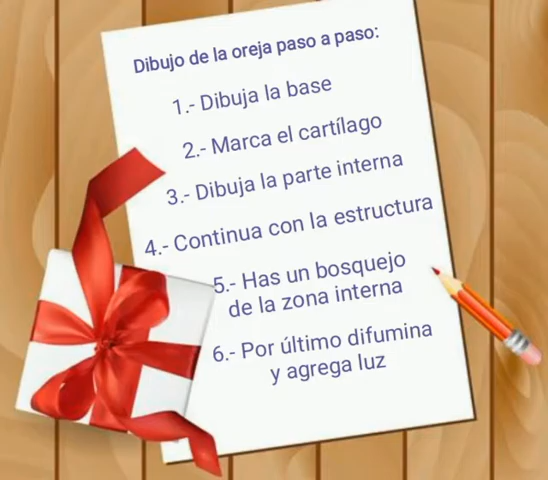 Dibujo de la oreja paso a paso:
1.- Dibuja la base
2.- Marca el cartílago
3.- Dibuja la parte interna
4.- Continua con la estructura
5.- Has un bosquejo
de la zona interna
6.- Por último difumina
y agrega luz